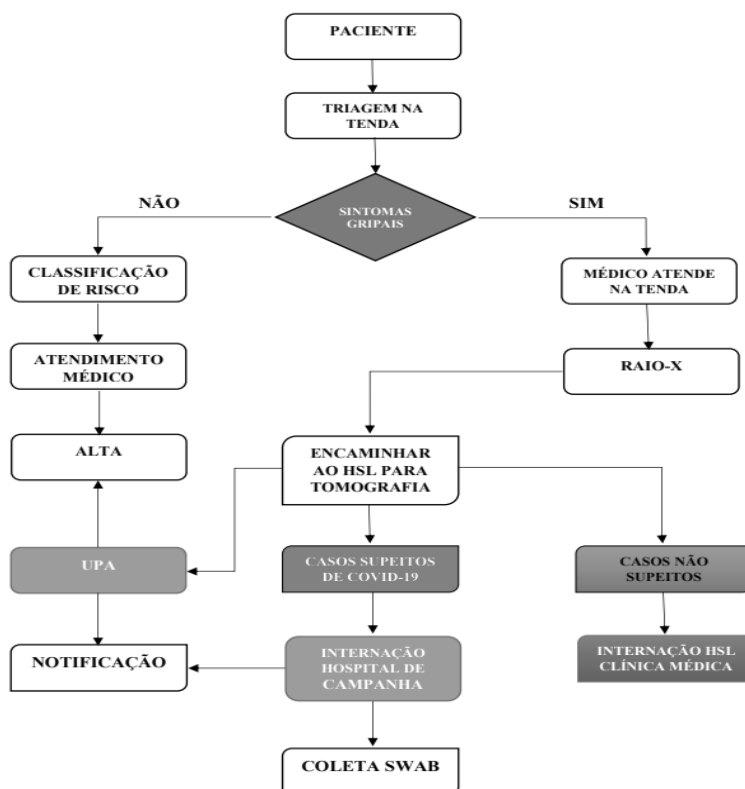 PACIENTE
TRIAGEM NA
TENDA
SINTOMAS
GRIPAIS
NÃO
SIM
CLASSIFICAÇÃO
DE RISCO
MÉDICO ATENDE
NA TENDA
ATENDIMENTO
MÉDICO
RAIO-X
ALTA
ENCAMINHAR
AO HSL PARA
TOMOGRAFIA
UPA
CASOS SUPEITOS
DE COVID-19
CASOS NÃO
SUPEITOS
NOTIFICAÇÃO
INTERNAÇÃO
HOSPITAL DE
CAMPANHA
INTERNAÇÃO HSL
CLÍNICA MÉDICA
COLETA SWAB